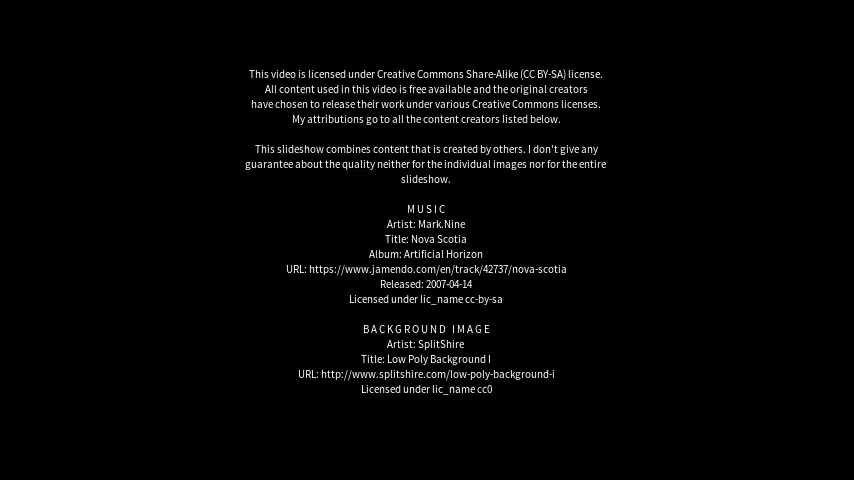 This video is licensed under Creative Commons Share-Alike (CC BY-SA) license.
All content used in this video is free available and the original creators
have chosen to release their work under various Creative Commons licenses.
My attributions go to all the content creators listed below.
This slideshow combines content that is created by others. I don't give any
guarantee about the quality neither for the individual images nor for the entire
slideshow.
MUSIC
Artist: Mark.Nine
Title: Nova Scotia
Album: Artificial Horizon
URL: https://www.jamendo.com/en/track/42737/nova-scotia
Released: 2007-04-14
Licensed under lic_name cc-by-sa
BACKGROUND IMAGE
Artist: SplitShire
Title: Low Poly Background I
URL: http://www.splitshire.com/low-poly-background-i
Licensed under lic_name cc0